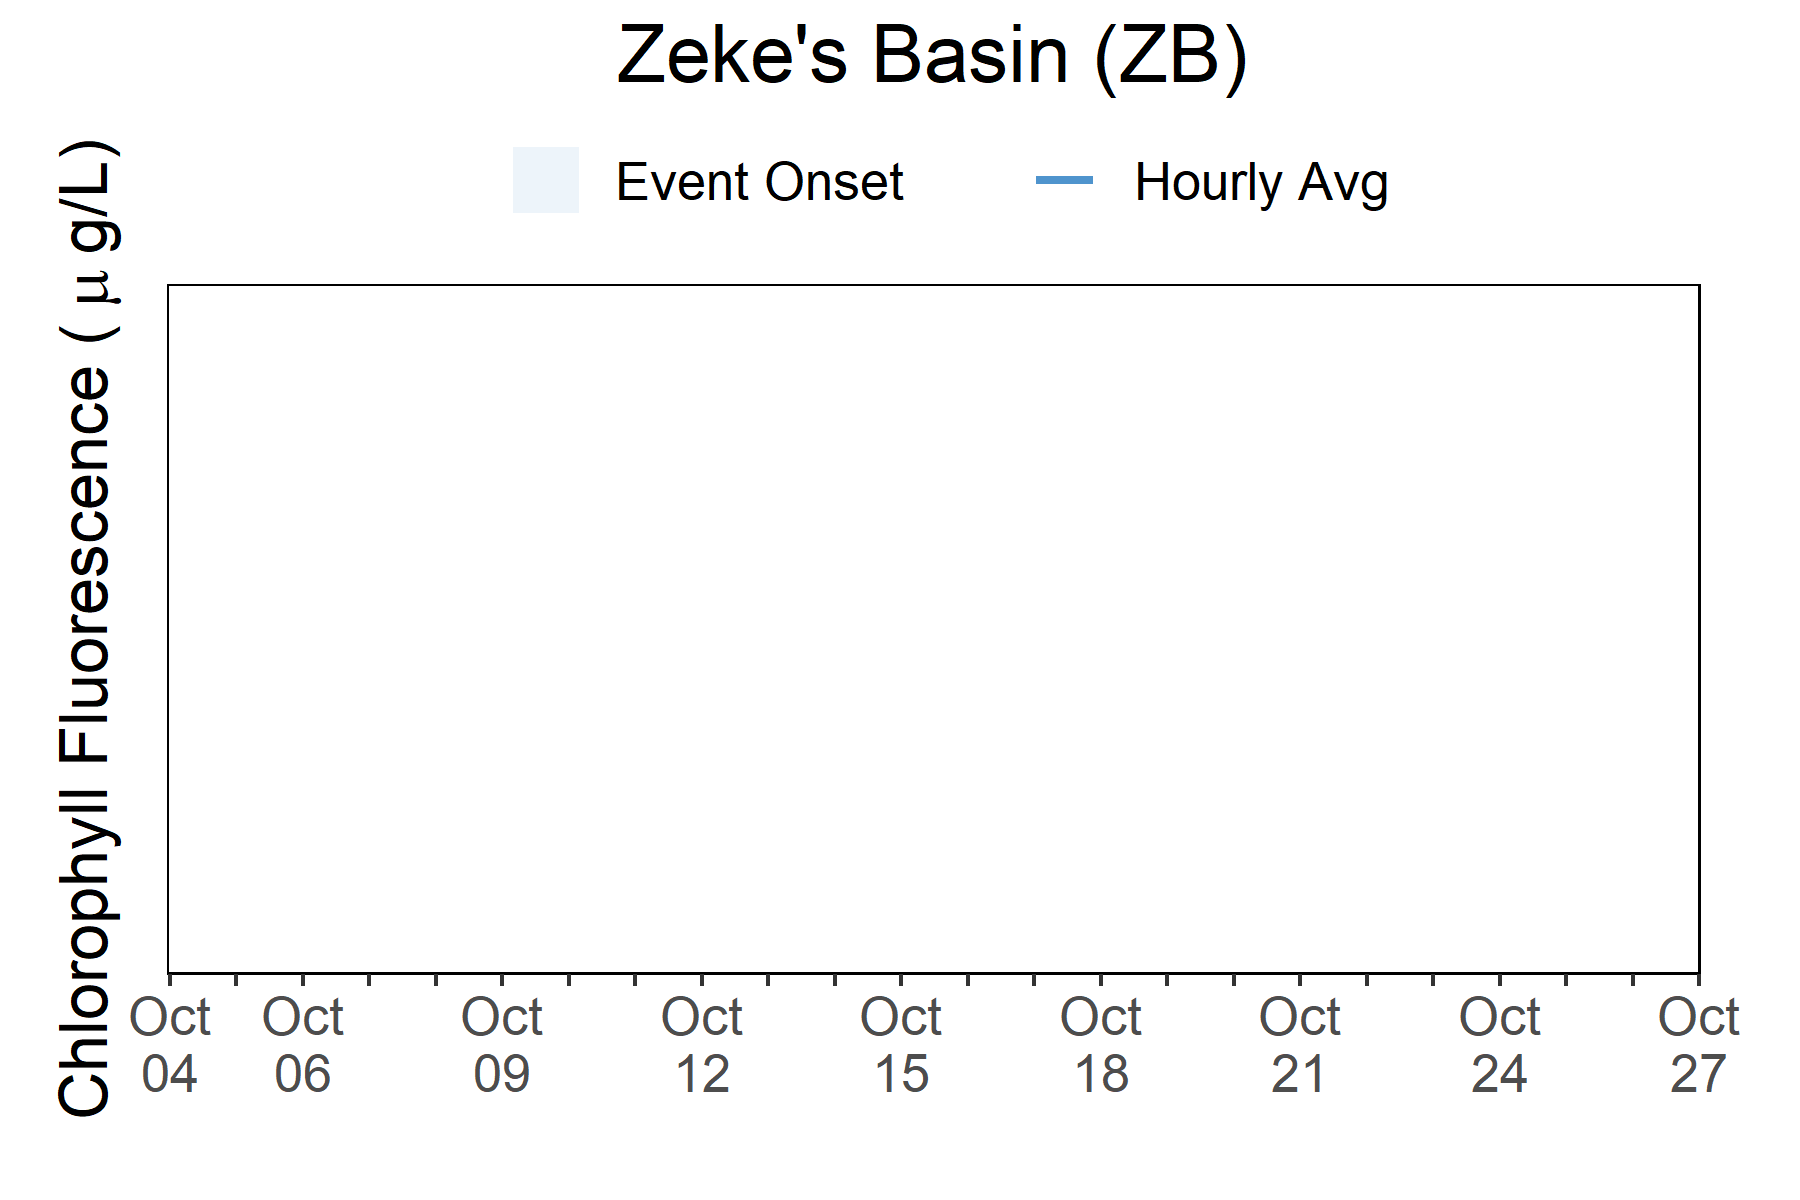 Zeke's Basin (ZB)
Event Onset
Hourly Avg
Chlorophyll Fluorescence ( μ g/L)
Oct 04
Oct 06
Oct 09
Oct 12
Oct 15
Oct 18
Oct 21
Oct 24
Oct 27